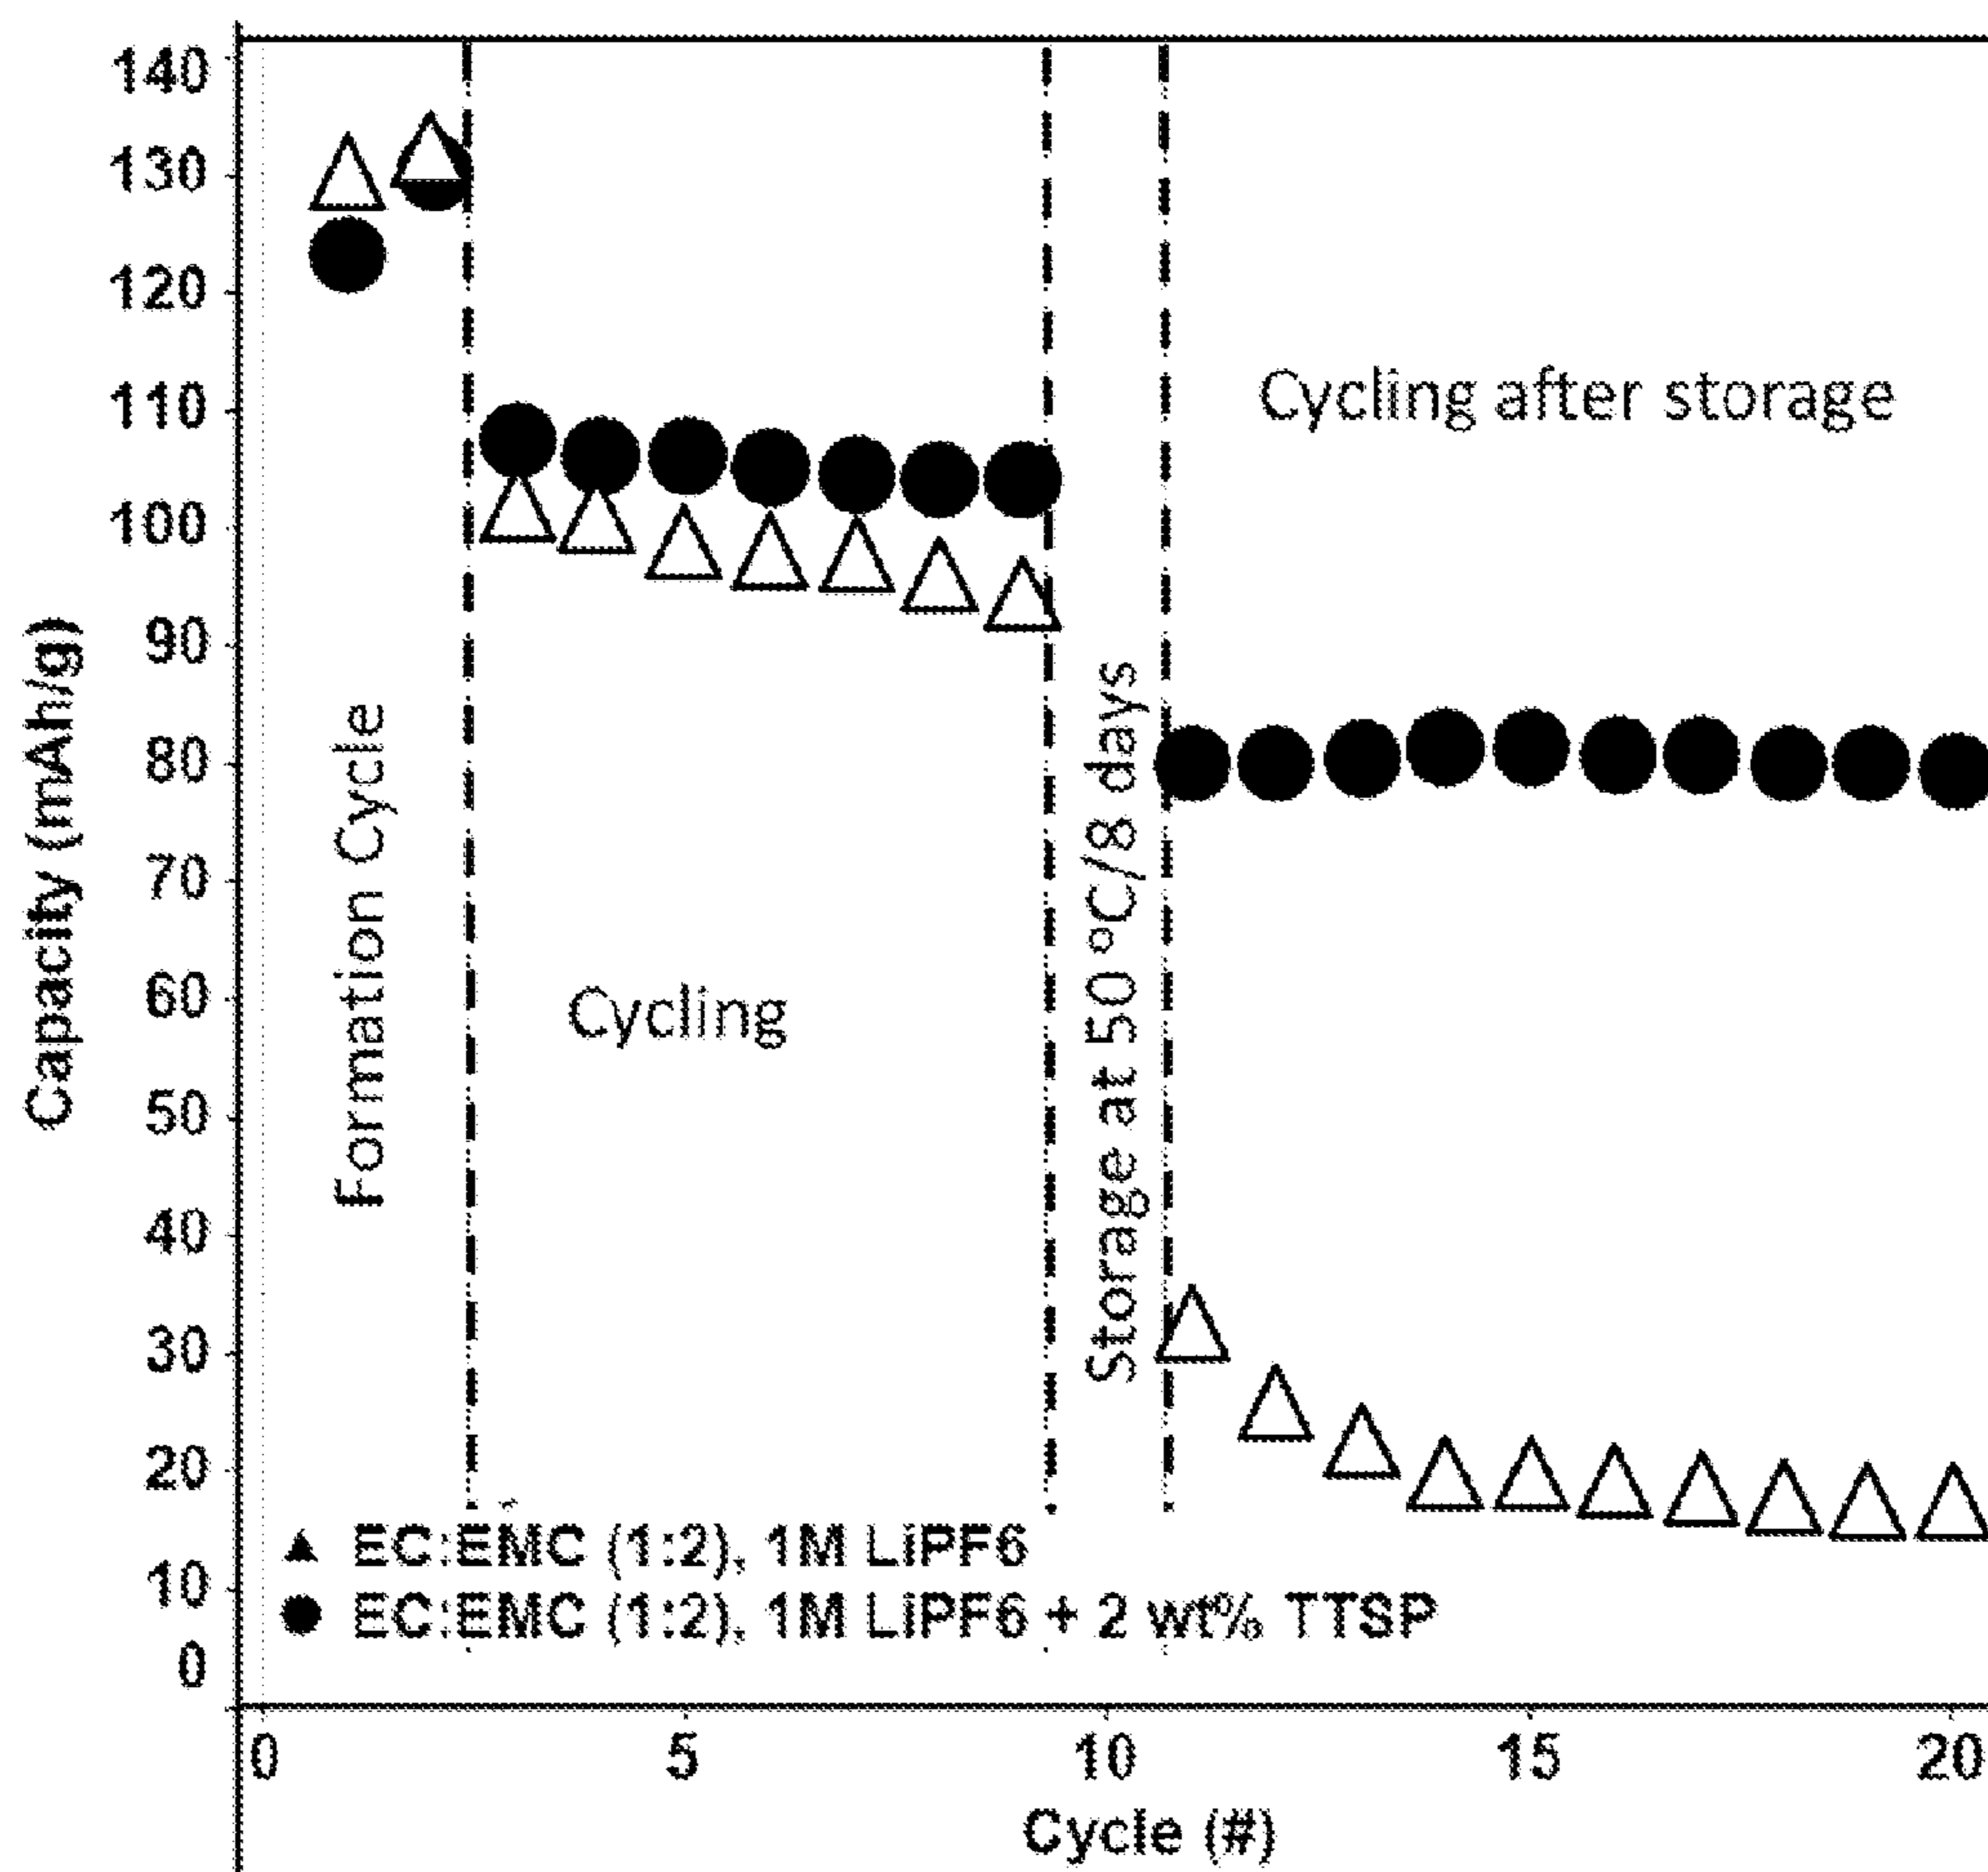 Capacity (mAh/g)
140
130
120
110
100
90
80
70
60
50
40
30
20
10
0
Formation Cycle
Cycling
Storage at 50 °C/8 days
Cycling after storage
EC:EMC (1:2), 1M LiPF6
EC:EMC (1:2), 1M LiPF6 + 2 wt% TTSP
0 5 10 15 20
Cycle (#)